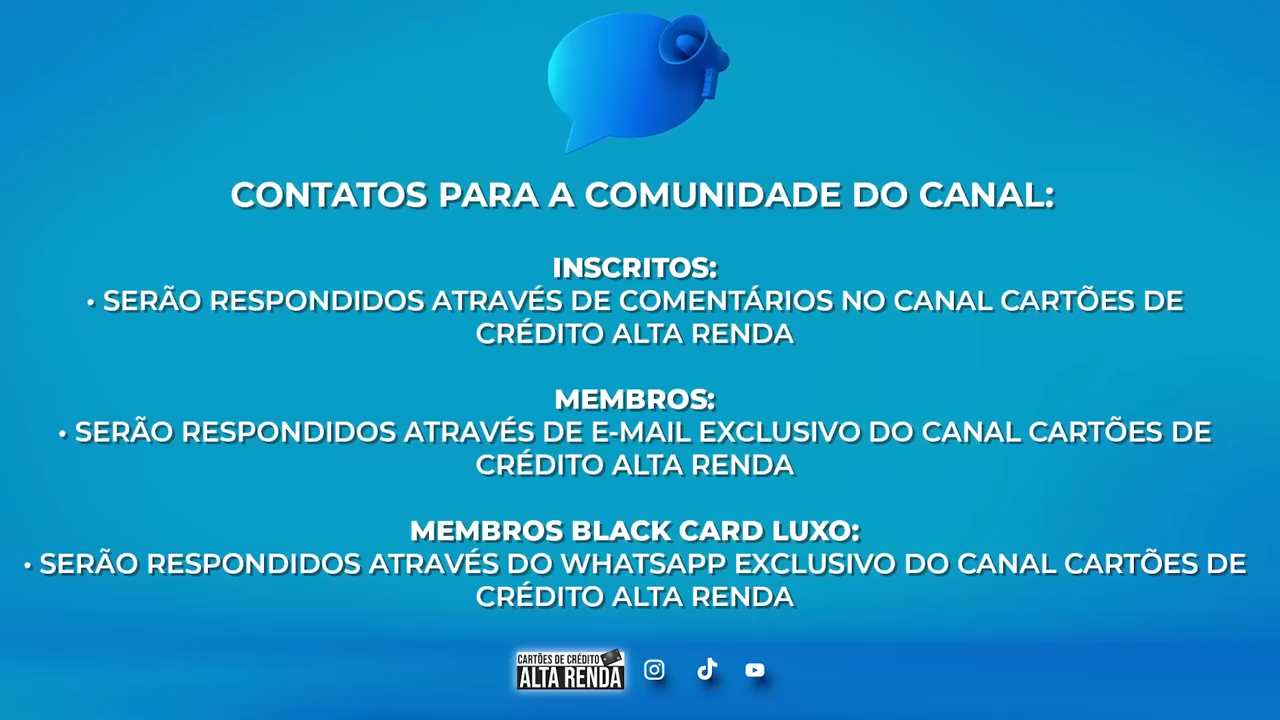 CONTATOS PARA A COMUNIDADE DO CANAL:
INSCRITOS:
• SERÃO RESPONDIDOS ATRAVÉS DE COMENTÁRIOS NO CANAL CARTÕES DE
CRÉDITO ALTA RENDA
MEMBROS:
• SERÃO RESPONDIDOS ATRAVÉS DE E-MAIL EXCLUSIVO DO CANAL CARTÕES DE
CRÉDITO ALTA RENDA
MEMBROS BLACK CARD LUXO:
• SERÃO RESPONDIDOS ATRAVÉS DO WHATSAPP EXCLUSIVO DO CANAL CARTÕES DE
CRÉDITO ALTA RENDA
CARTÕES DE CRÉDITO
ALTA RENDA